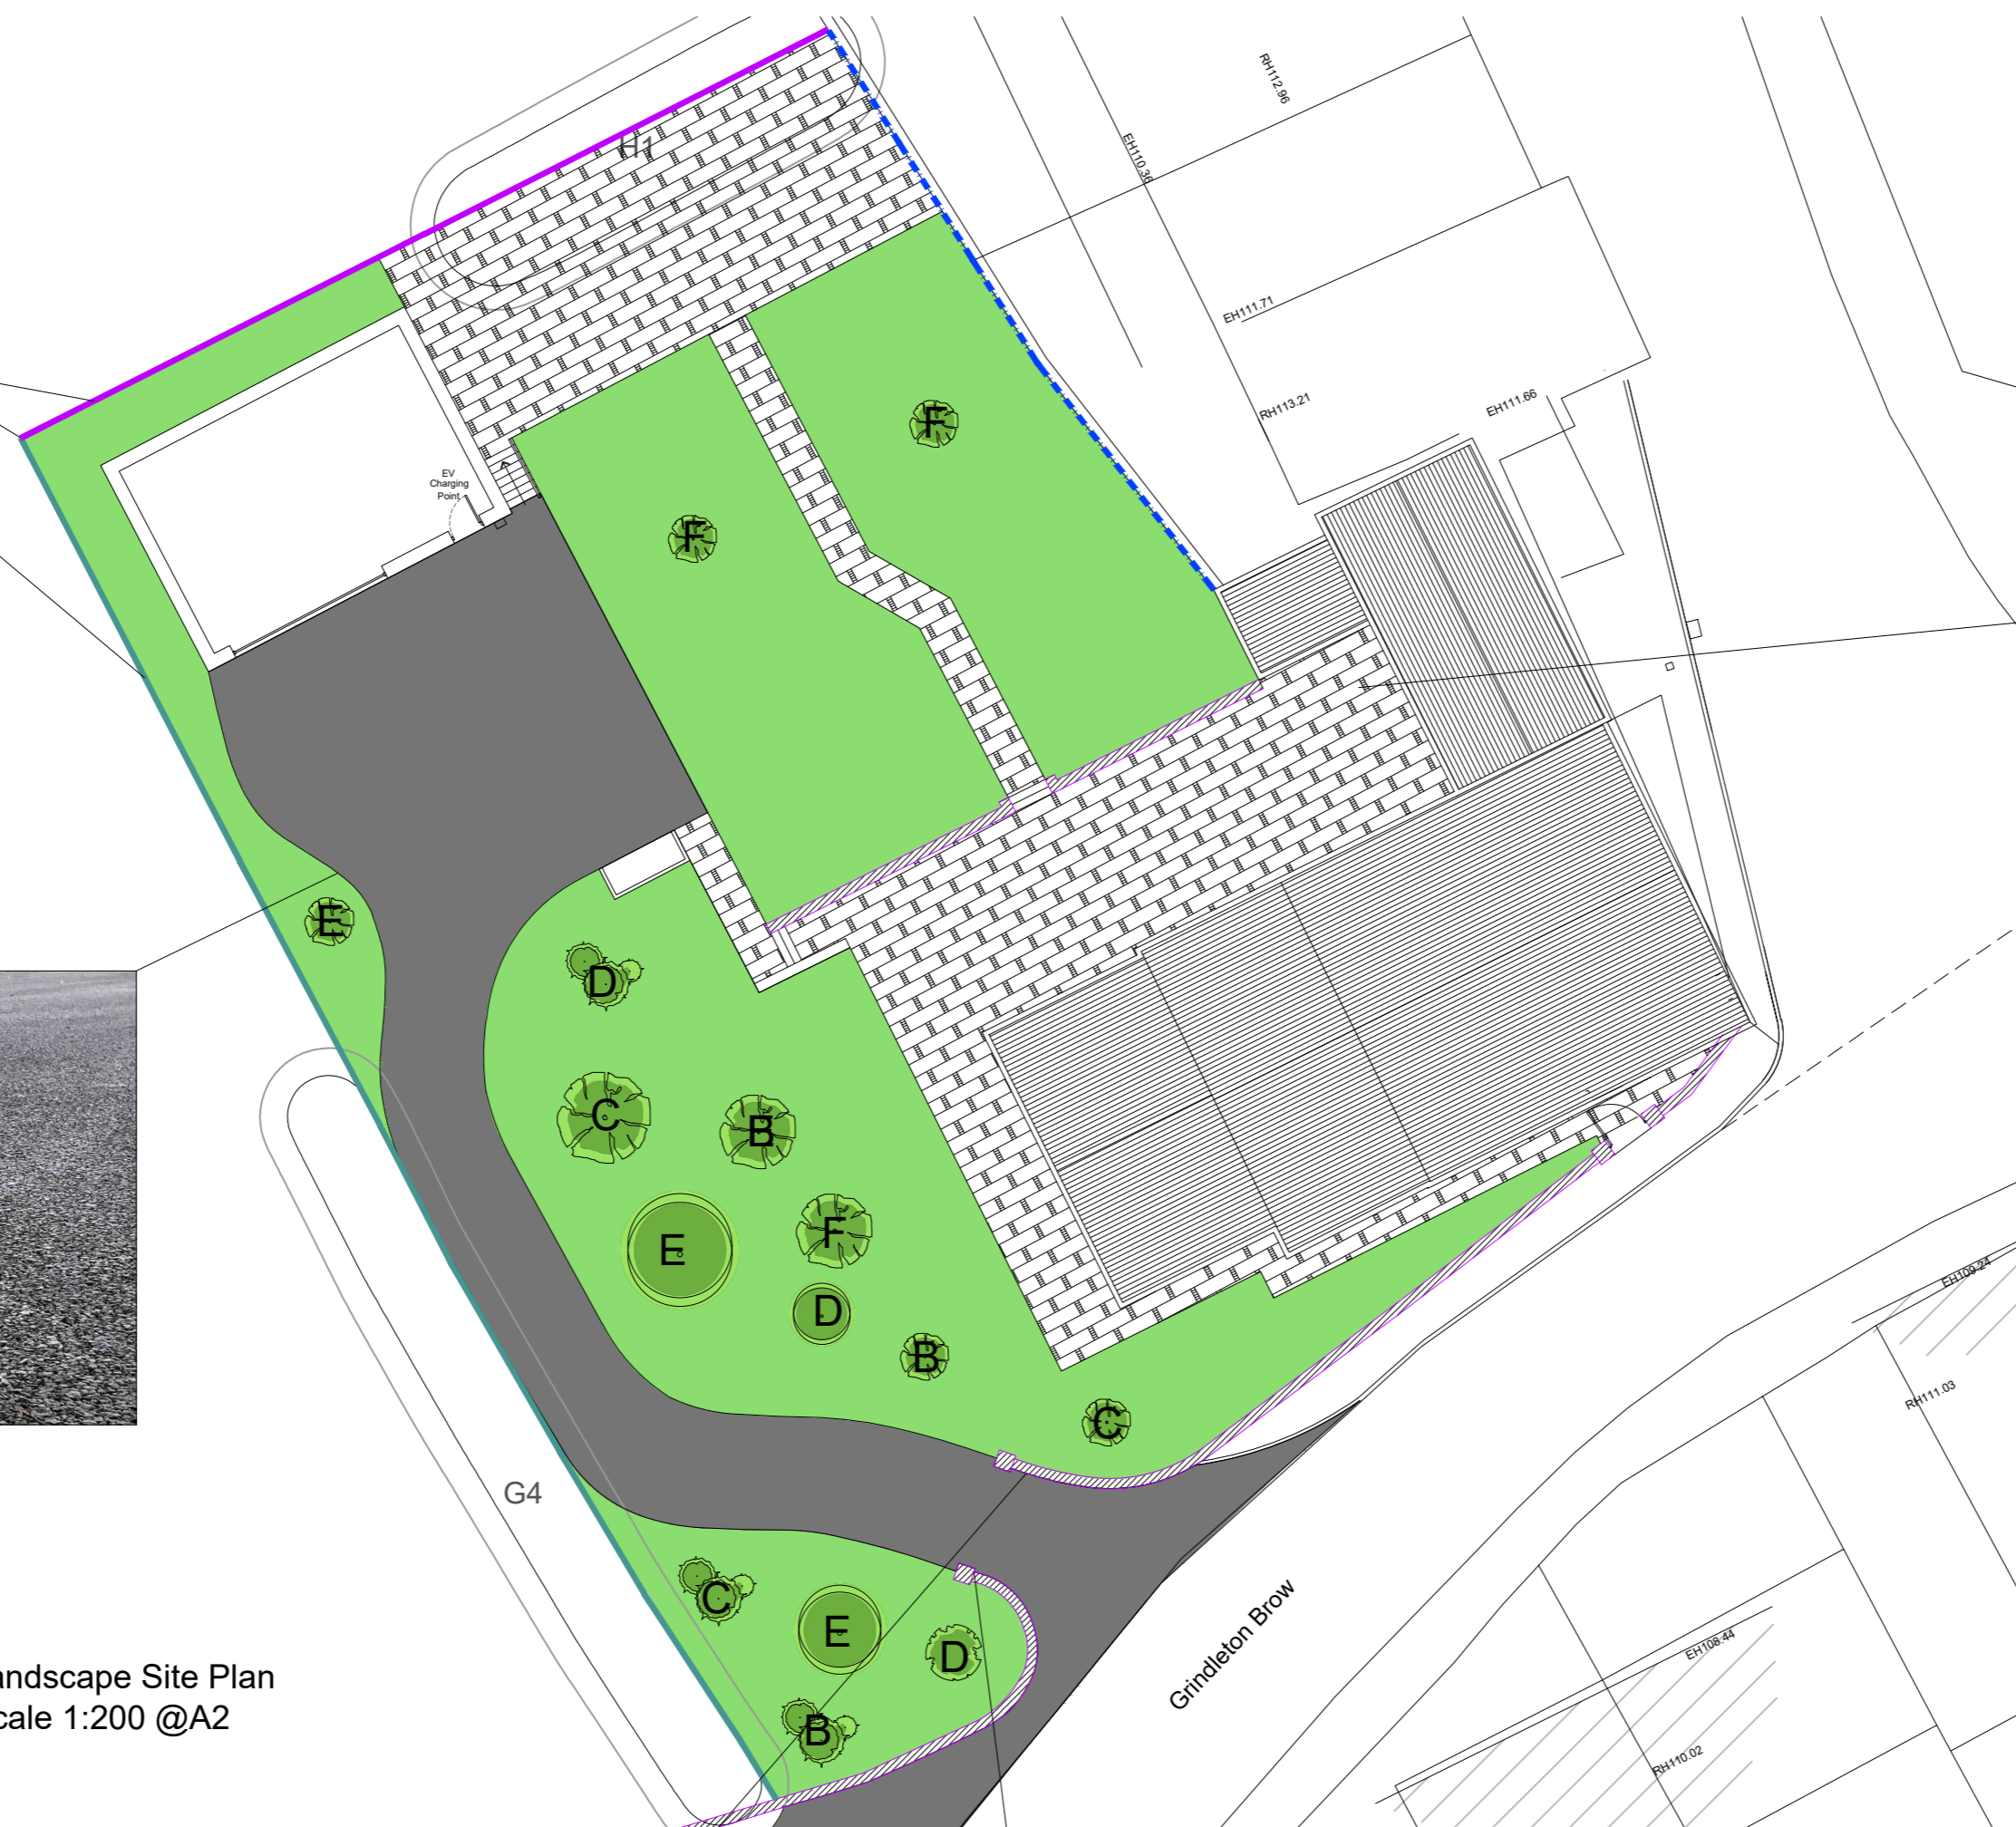 RH112.96
H1
EH110.36
EH111.71
F
RH113.21
EH111.66
EV
Charging
Point
F
E
D
C
B
E
F
EH109.24
D
B
RH111.03
C
G4
C
E
D
Grindleton Brow
EH108.44
andscape Site Plan
cale 1:200 @A2
B
RH110.02